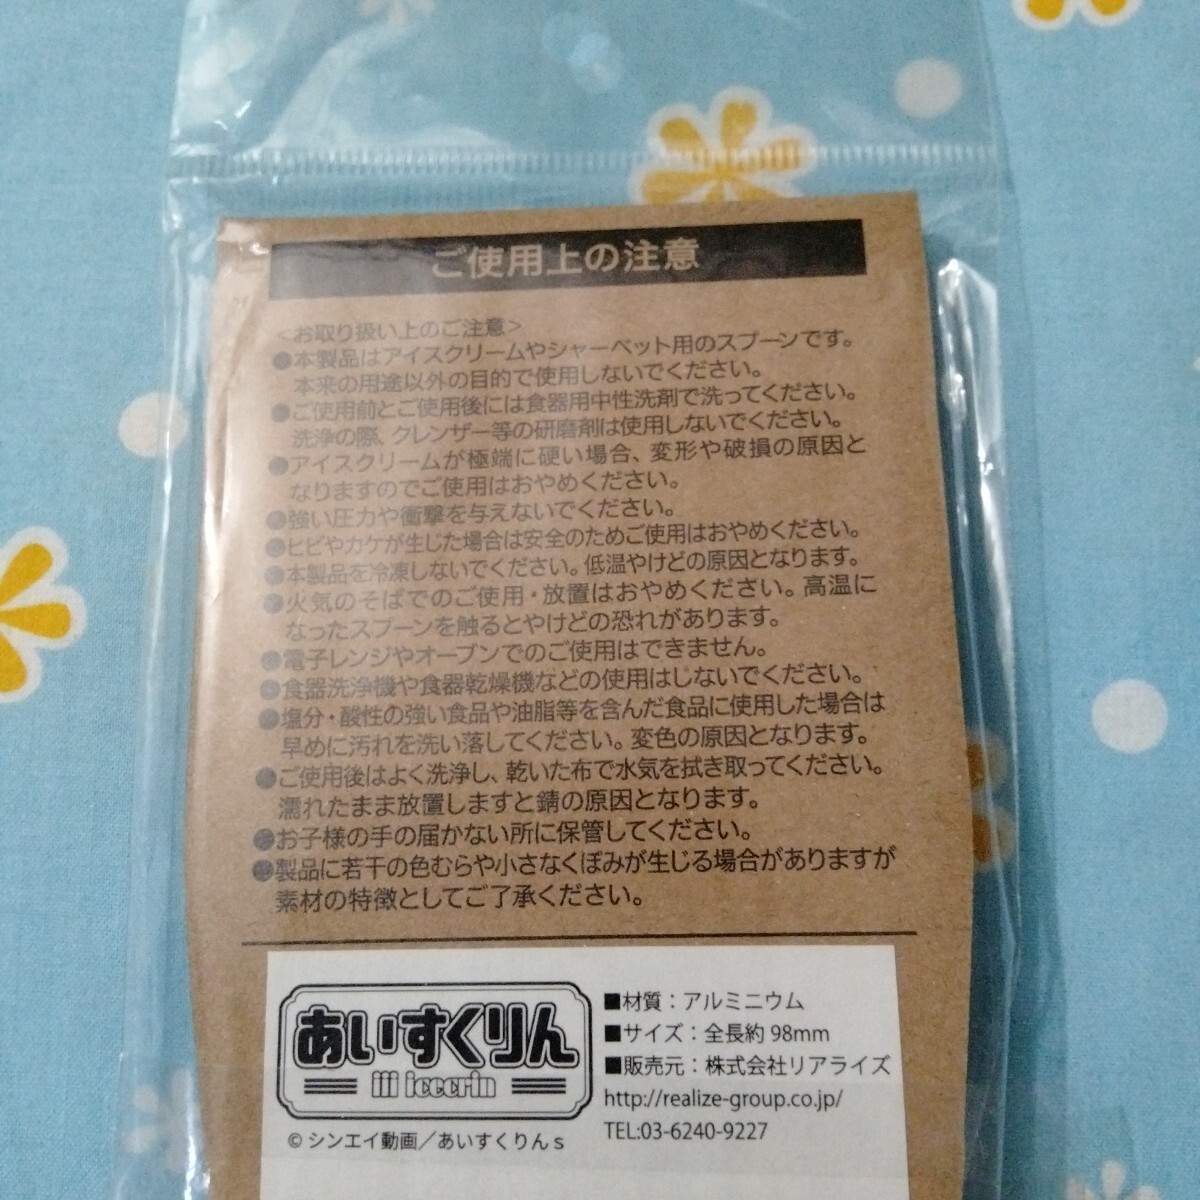 ご使用上の注意
<お取り扱い上のご注意>
●本製品はアイスクリームやシャーベット用のスプーンです。
本来の用途以外の目的で使用しないでください。
●ご使用前とご使用後には食器用中性洗剤で洗ってください。
洗浄の際、クレンザー等の研磨剤は使用しないでください。
●アイスクリームが極端に硬い場合、変形や破損の原因と
なりますのでご使用はおやめください。
●強い圧力や衝撃を与えないでください。
●ヒビやカケが生じた場合は安全のためご使用はおやめください。
●本製品を冷凍しないでください。低温やけどの原因となります。
●火気のそばでのご使用・放置はおやめください。高温に
なったスプーンを触るとやけどの恐れがあります。
●電子レンジやオーブンでのご使用はできません。
●食器洗浄機や食器乾燥機などの使用はしないでください。
●塩分・酸性の強い食品や油脂等を含んだ食品に使用した場合は
早めに汚れを洗い落してください。変色の原因となります。
●ご使用後はよく洗浄し、乾いた布で水気を拭き取ってください。
濡れたまま放置しますと錆の原因となります。
●お子様の手の届かない所に保管してください。
●製品に若干の色むらや小さなくぼみが生じる場合がありますが
素材の特徴としてご了承ください。
あいすくりん
iii icecrin
©シンエイ動画／あいすくりんs
■材質：アルミニウム
■サイズ：全長約98mm
■販売元：株式会社リアライズ
http://realize-group.co.jp/
TEL:03-6240-9227